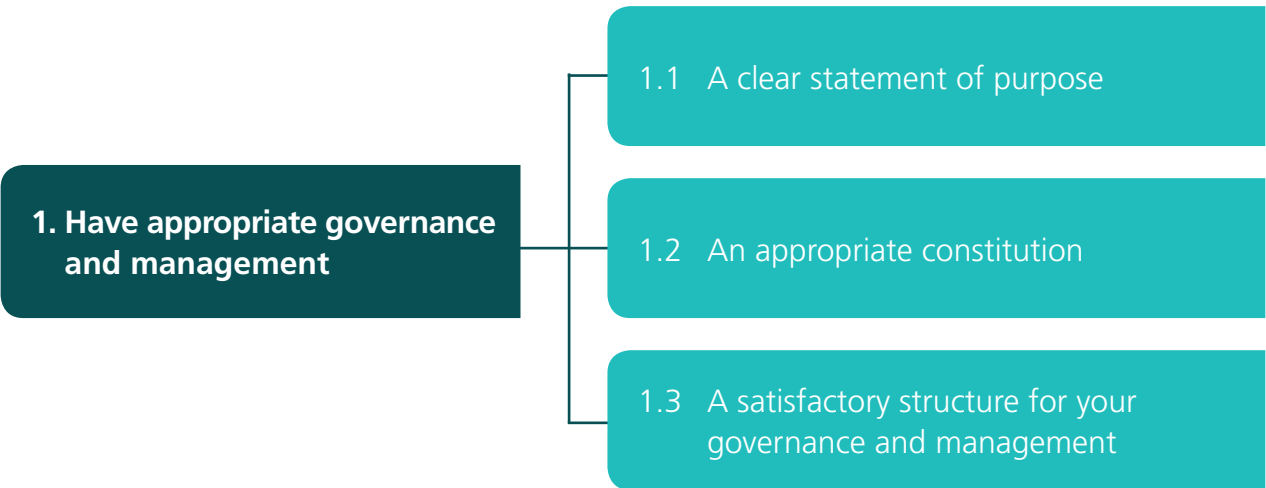 1. Have appropriate governance
and management
1.1 A clear statement of purpose
1.2 An appropriate constitution
1.3 A satisfactory structure for your
governance and management